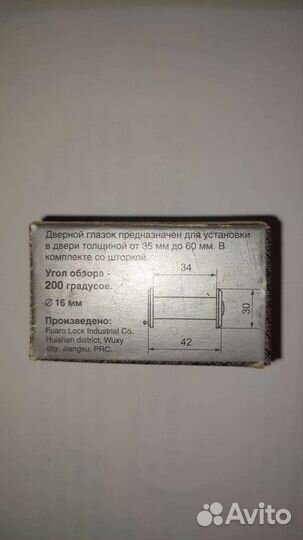 Дверной глазок предназначен для установки
в двери толщиной от 35 мм до 60 мм. В
комплекте со шторкой.
Угол обзора -
200 градусов.
Ø 16 мм
34
30
42
Произведено:
Fuaro Lock Industrial Co.
Huishan district, Wuxy
city, Jiangsu, PRC.
Avito